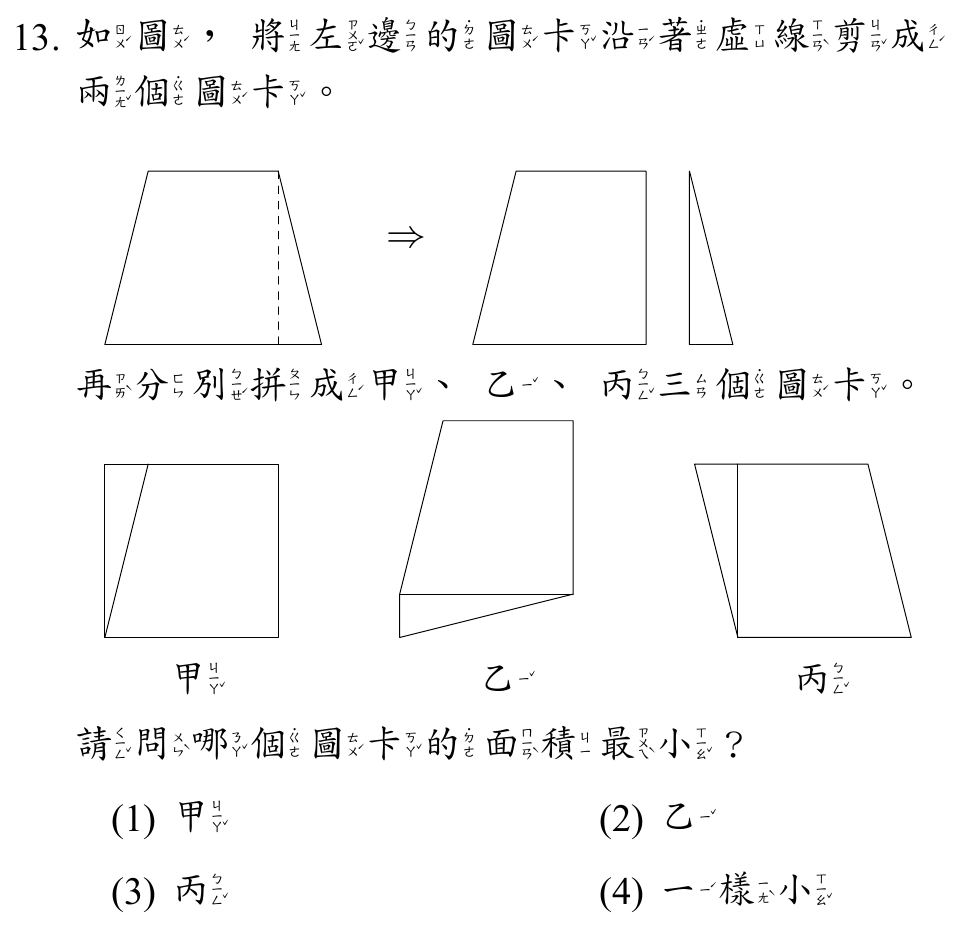 13. 如圖，將左邊的圖卡沿著虛線剪成
兩個圖卡。
⇒
再分別拼成甲、乙、丙三個圖卡。
甲 乙 丙
請問哪個圖卡的面積最小？
(1) 甲 (2) 乙
(3) 丙 (4) 一樣小